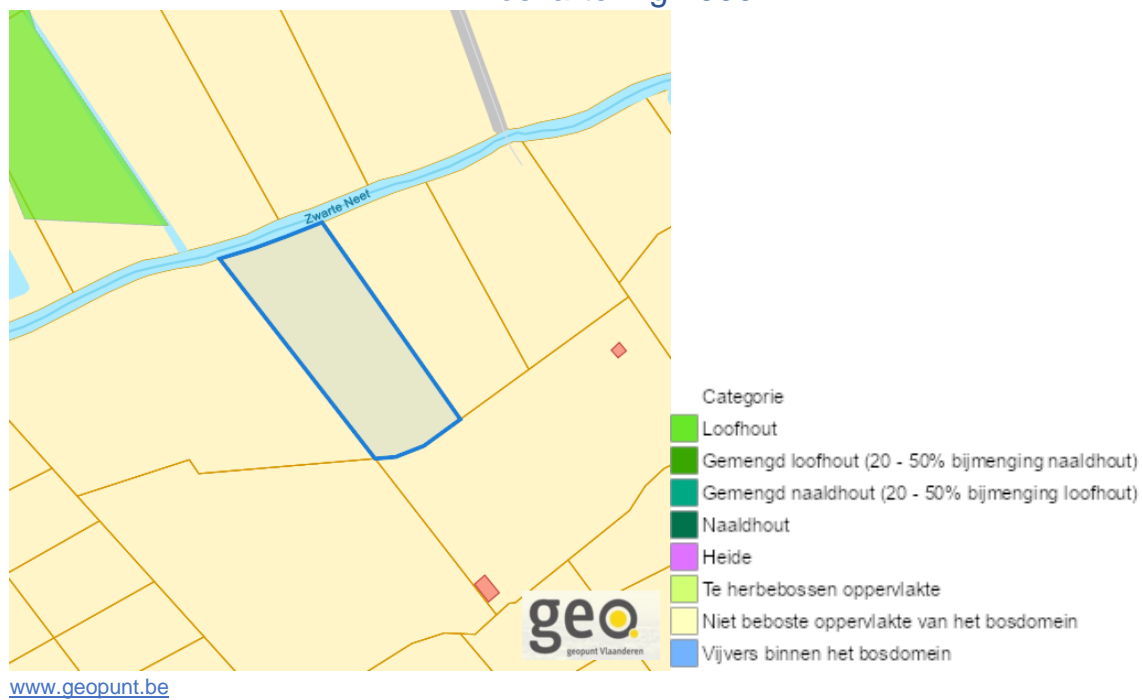 Zwarte Neet
Categorie
Loofhout
Gemengd loofhout (20 - 50% bijmenging naaldhout)
Gemengd naaldhout (20 - 50% bijmenging loofhout)
Naaldhout
Heide
Te herbebossen oppervlakte
Niet beboste oppervlakte van het bosdomein
Vijvers binnen het bosdomein
geo
geopunt Vlaanderen
www.geopunt.be